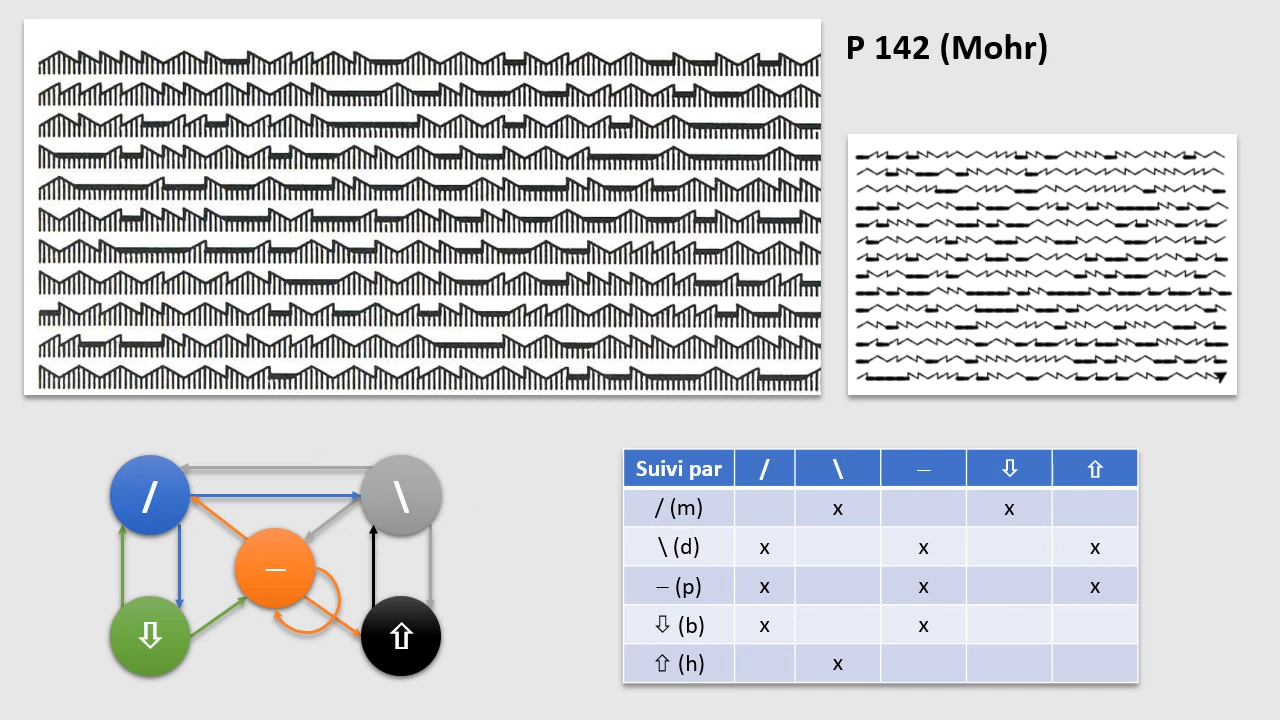 P 142 (Mohr)
/ \
–
⇩ ⇧
Suivi par / \ – ⇩ ⇧
/ (m) x x
\ (d) x x x
– (p) x x x
⇩ (b) x x
⇧ (h) x